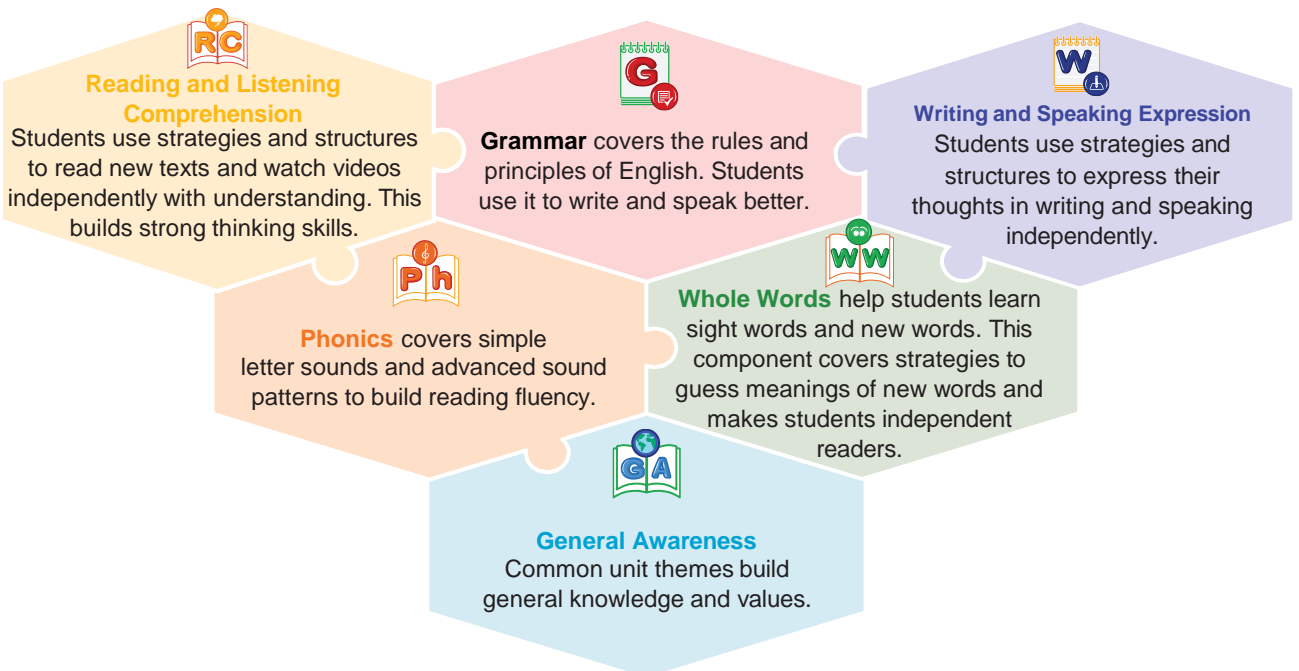 RC
Reading and Listening
Comprehension
Students use strategies and structures
to read new texts and watch videos
independently with understanding. This
builds strong thinking skills.
G
Grammar covers the rules and
principles of English. Students
use it to write and speak better.
W
Writing and Speaking Expression
Students use strategies and
structures to express their
thoughts in writing and speaking
independently.
Ph
Phonics covers simple
letter sounds and advanced sound
patterns to build reading fluency.
WW
Whole Words help students learn
sight words and new words. This
component covers strategies to
guess meanings of new words and
makes students independent
readers.
GA
General Awareness
Common unit themes build
general knowledge and values.